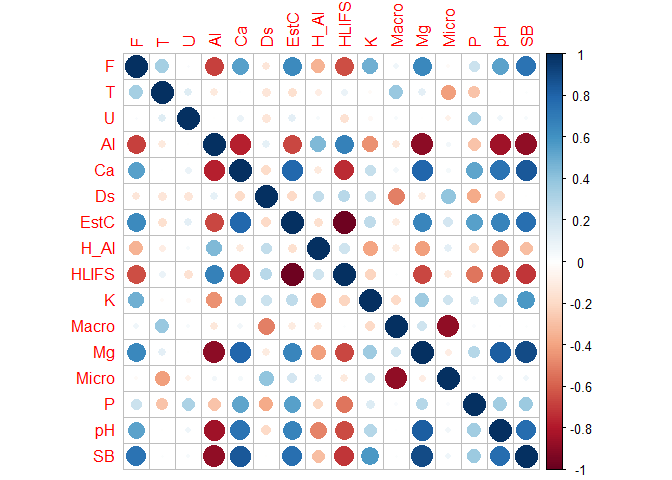 F T U Al Ca Ds EstC H_Al HLIFS K Macro Mg Micro P pH SB
F
T
U
Al
Ca
Ds
EstC
H_Al
HLIFS
K
Macro
Mg
Micro
P
pH
SB
1
0.8
0.6
0.4
0.2
0
-0.2
-0.4
-0.6
-0.8
-1